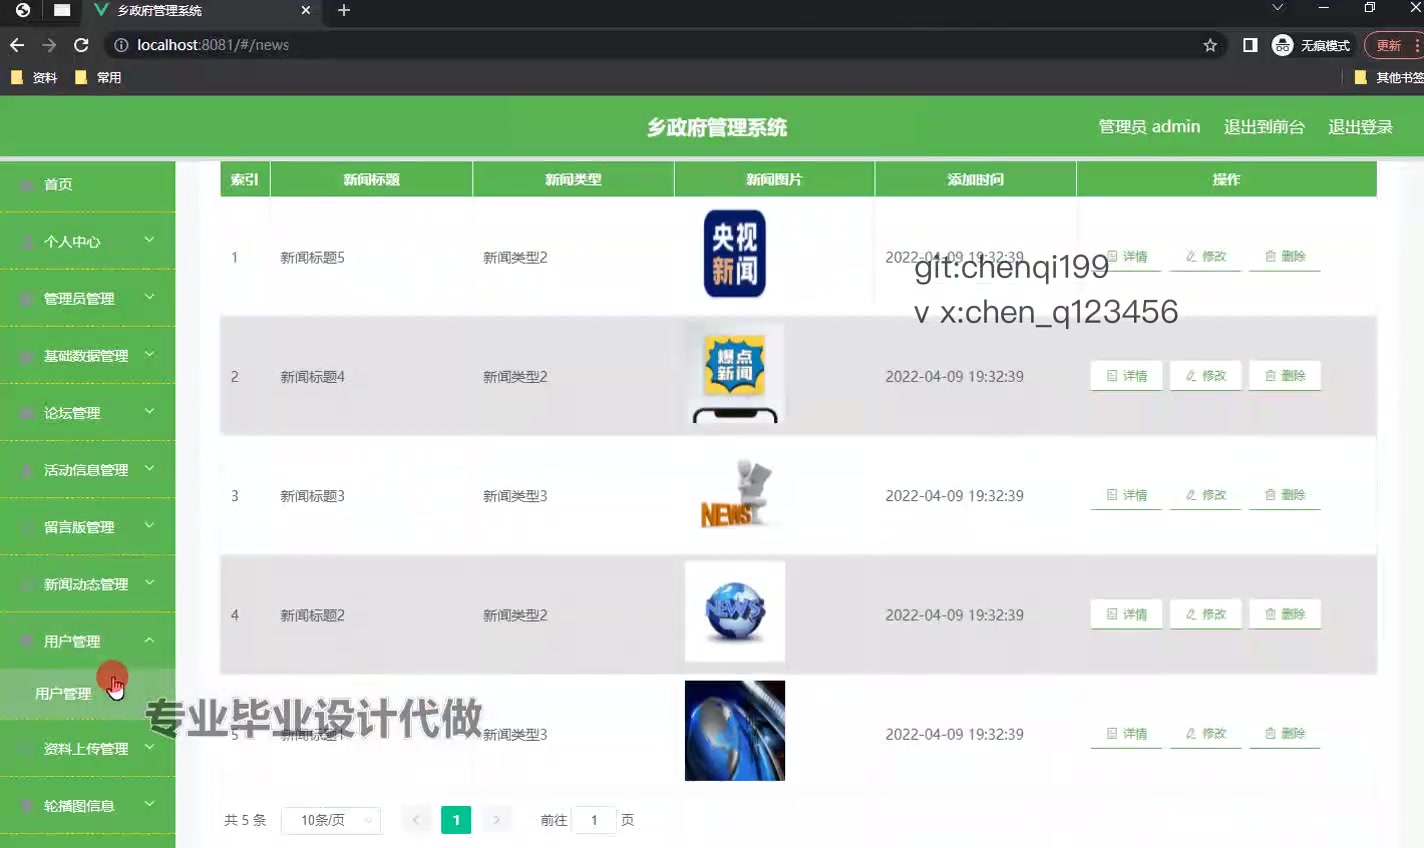 乡政府管理系统
localhost:8081/#/news
无痕模式
更新
资料
常用
其他书签
乡政府管理系统
管理员 admin
退出到前台
退出登录
首页
个人中心
管理员管理
基础数据管理
论坛管理
活动信息管理
留言版管理
新闻动态管理
用户管理
用户管理
资料上传管理
轮播图信息
索引 新闻标题 新闻类型 新闻图片 添加时间 操作
1 新闻标题5 新闻类型2 央视新闻 2022-04-09 19:32:39 详情 修改 删除
git:chenqi199
v x:chen_q123456
2 新闻标题4 新闻类型2 爆点新闻 2022-04-09 19:32:39 详情 修改 删除
3 新闻标题3 新闻类型3 NEWS 2022-04-09 19:32:39 详情 修改 删除
4 新闻标题2 新闻类型2 NEWS 2022-04-09 19:32:39 详情 修改 删除
专业毕业设计代做
5 新闻标题1 新闻类型3 2022-04-09 19:32:39 详情 修改 删除
共 5 条 10条/页 1 前往 1 页